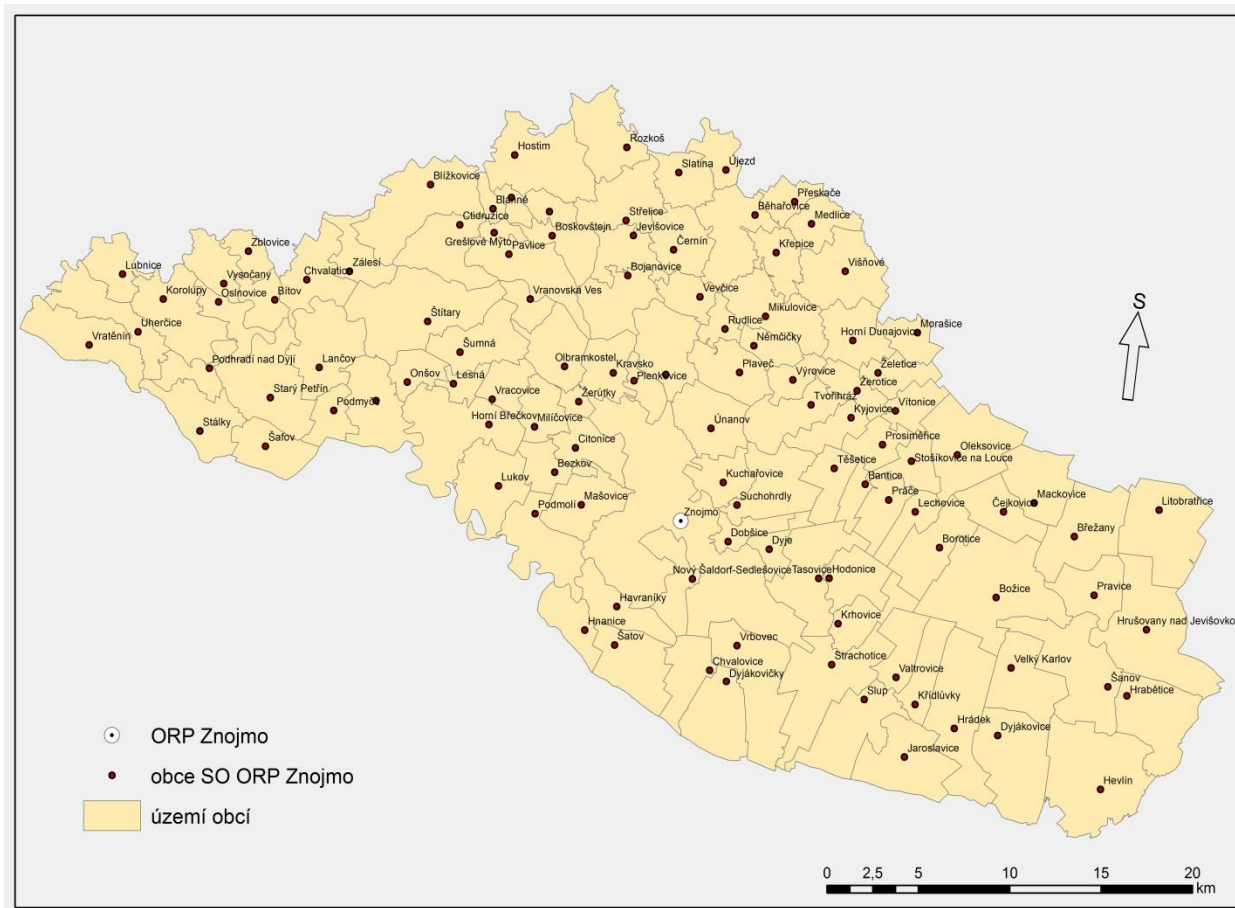 Rozkoš
Hostim
Újezd
Slatina
Blížkovice
Přeskače
Blanné
Běhařovice
Medlice
Ctidružice
Střelice
Boskovštejn
Jevišovice
Grešlové Mýto
Pavlice
Černín
Křepice
Zblovice
Zálesí
Višňové
Lubnice
Chvalatice
Bojanovice
Vysočany
Korolupy
Oslnovice
Bítov
Vranovská Ves
Vevčice
S
Štítary
Mikulovice
Rudlice
Uherčice
Horní Dunajovice
Morašice
Vratěnín
Šumná
Němčičky
Podhradí nad Dyjí
Lančov
Olbramkostel
Kravsko
Plenkovice
Plaveč
Výrovice
Želetice
Onšov
Lesná
Žerotice
Starý Petřín
Podmyče
Vracovice
Žerůtky
Tvořihráz
Vítonice
Kyjovice
Horní Břečkov
Milíčovice
Únanov
Stálky
Šafov
Citonice
Prosiměřice
Oleksovice
Stošíkovice na Louce
Bezkov
Těšetice
Lukov
Kuchařovice
Bantice
Práče
Mašovice
Suchohrdly
Podmolí
Lechovice
Čejkovice
Mackovice
Litobratřice
Znojmo
Dobšice
Dyje
Břežany
Borotice
Nový Šaldorf-Sedlešovice
Tasovice
Hodonice
Božice
Pravice
Havraníky
Krhovice
Hrušovany nad Jevišovko
Hnanice
Šatov
Vrbovec
Strachotice
Velký Karlov
Chvalovice
Dyjákovičky
Valtrovice
Šanov
Hrabětice
Slup
Křídlůvky
Hrádek
Dyjákovice
Jaroslavice
Hevlín
ORP Znojmo
obce SO ORP Znojmo
území obcí
0 2,5 5 10 15 20
km